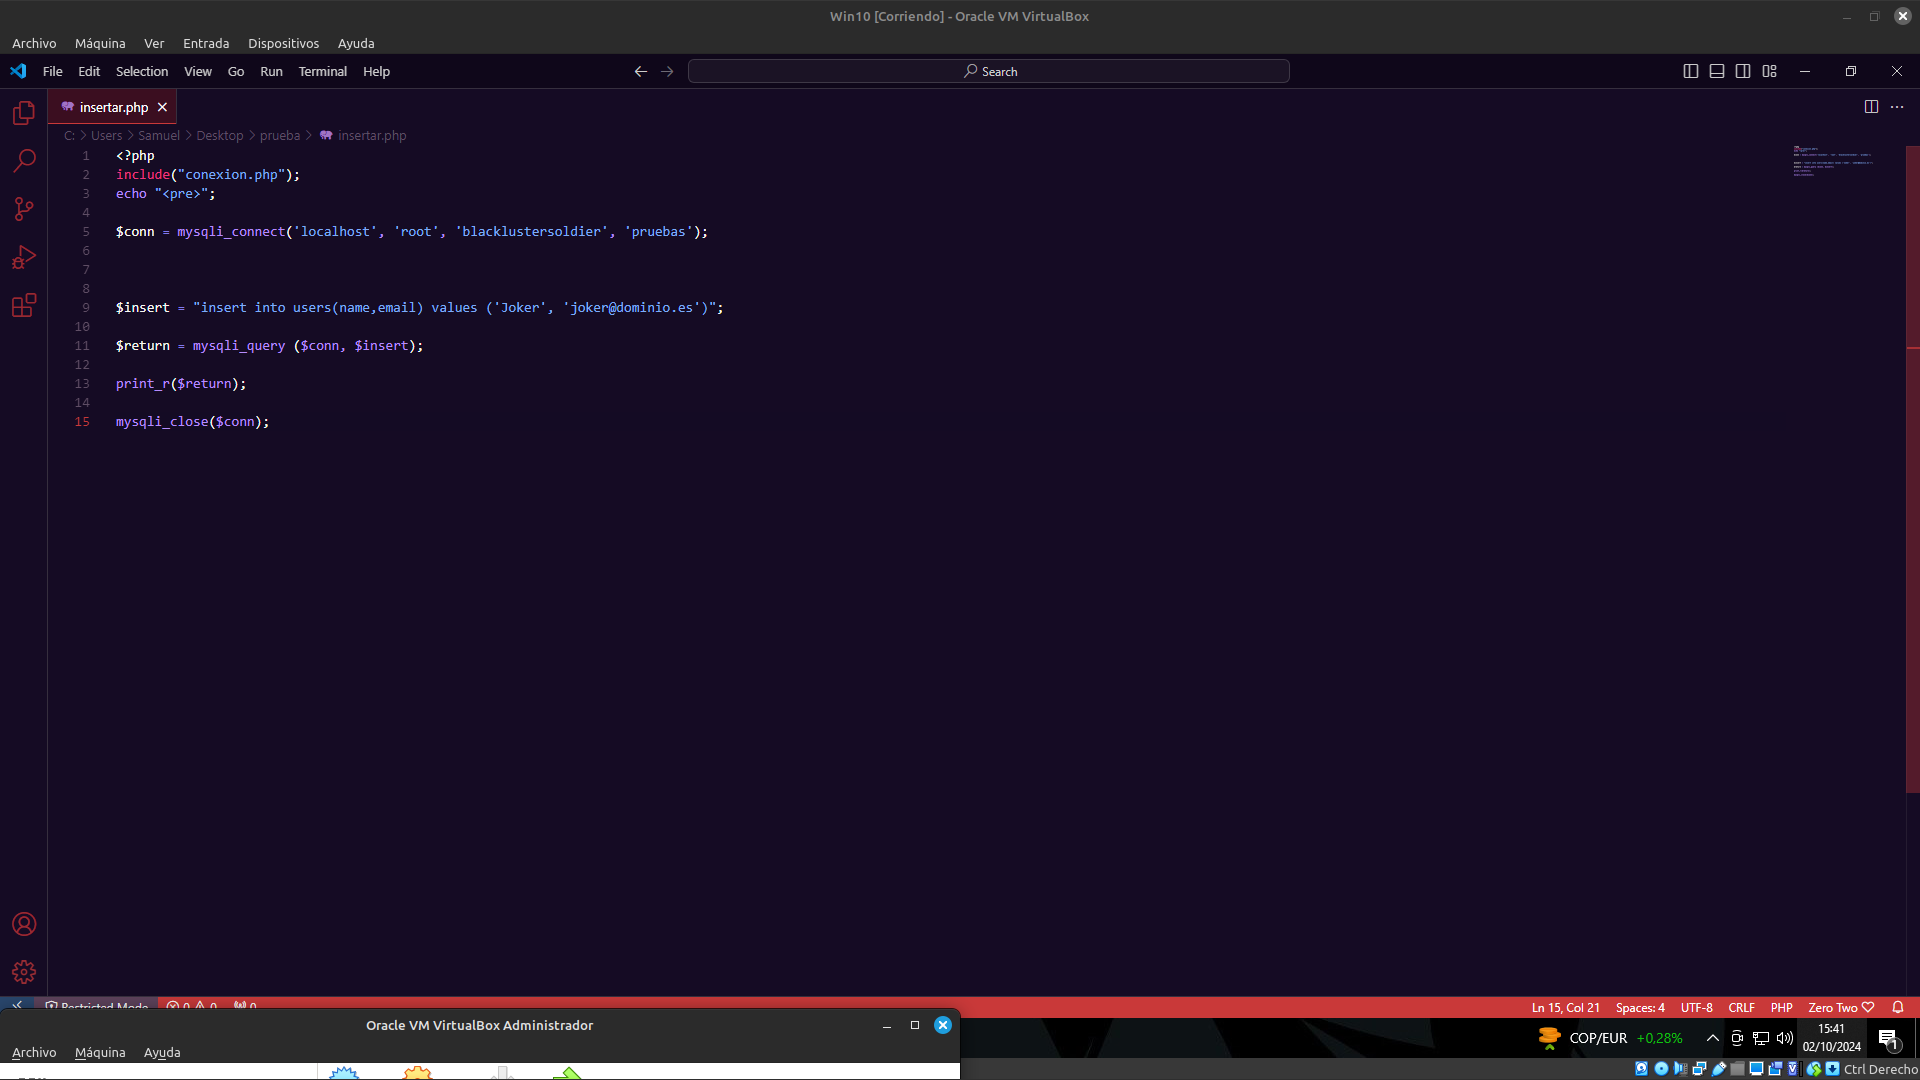 Win10 [Corriendo] - Oracle VM VirtualBox
Archivo Máquina Ver Entrada Dispositivos Ayuda
File Edit Selection View Go Run Terminal Help
Search
insertar.php
C: > Users > Samuel > Desktop > prueba > insertar.php
1 <?php
2 include("conexion.php");
3 echo "<pre>";
4
5 $conn = mysqli_connect('localhost', 'root', 'blacklustersoldier', 'pruebas');
6
7
8
9 $insert = "insert into users(name,email) values ('Joker', 'joker@dominio.es')";
10
11 $return = mysqli_query ($conn, $insert);
12
13 print_r($return);
14
15 mysqli_close($conn);
Restricted Mode 0 0 0
Ln 15, Col 21 Spaces: 4 UTF-8 CRLF PHP Zero Two
Oracle VM VirtualBox Administrador
Archivo Máquina Ayuda
COP/EUR +0,28%
15:41
02/10/2024
1
Ctrl Derecho